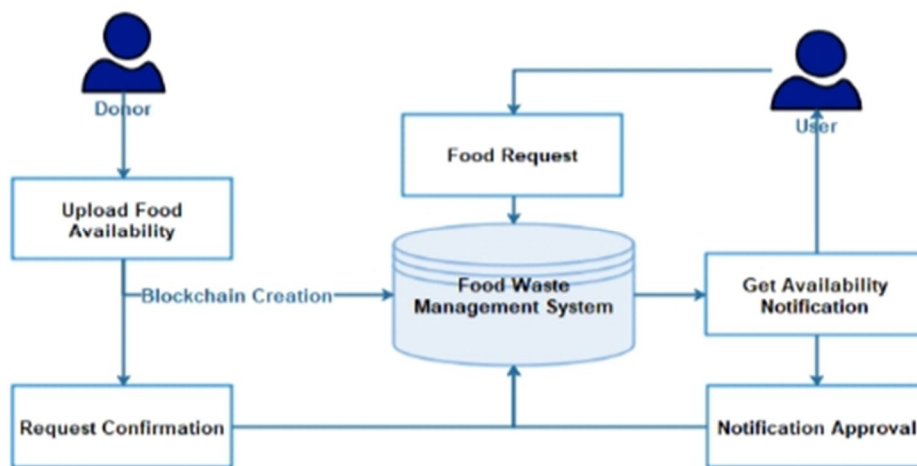 Donor
User
Food Request
Upload Food
Availability
Blockchain Creation
Food Waste
Management System
Get Availability
Notification
Request Confirmation
Notification Approval